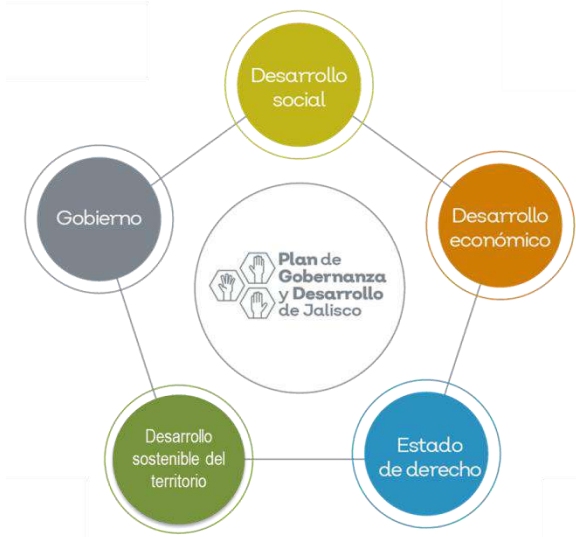 Desarrollo
social
Gobierno
Desarrollo
económico
Plan de
Gobernanza
y Desarrollo
de Jalisco
Desarrollo
sostenible del
territorio
Estado
de derecho